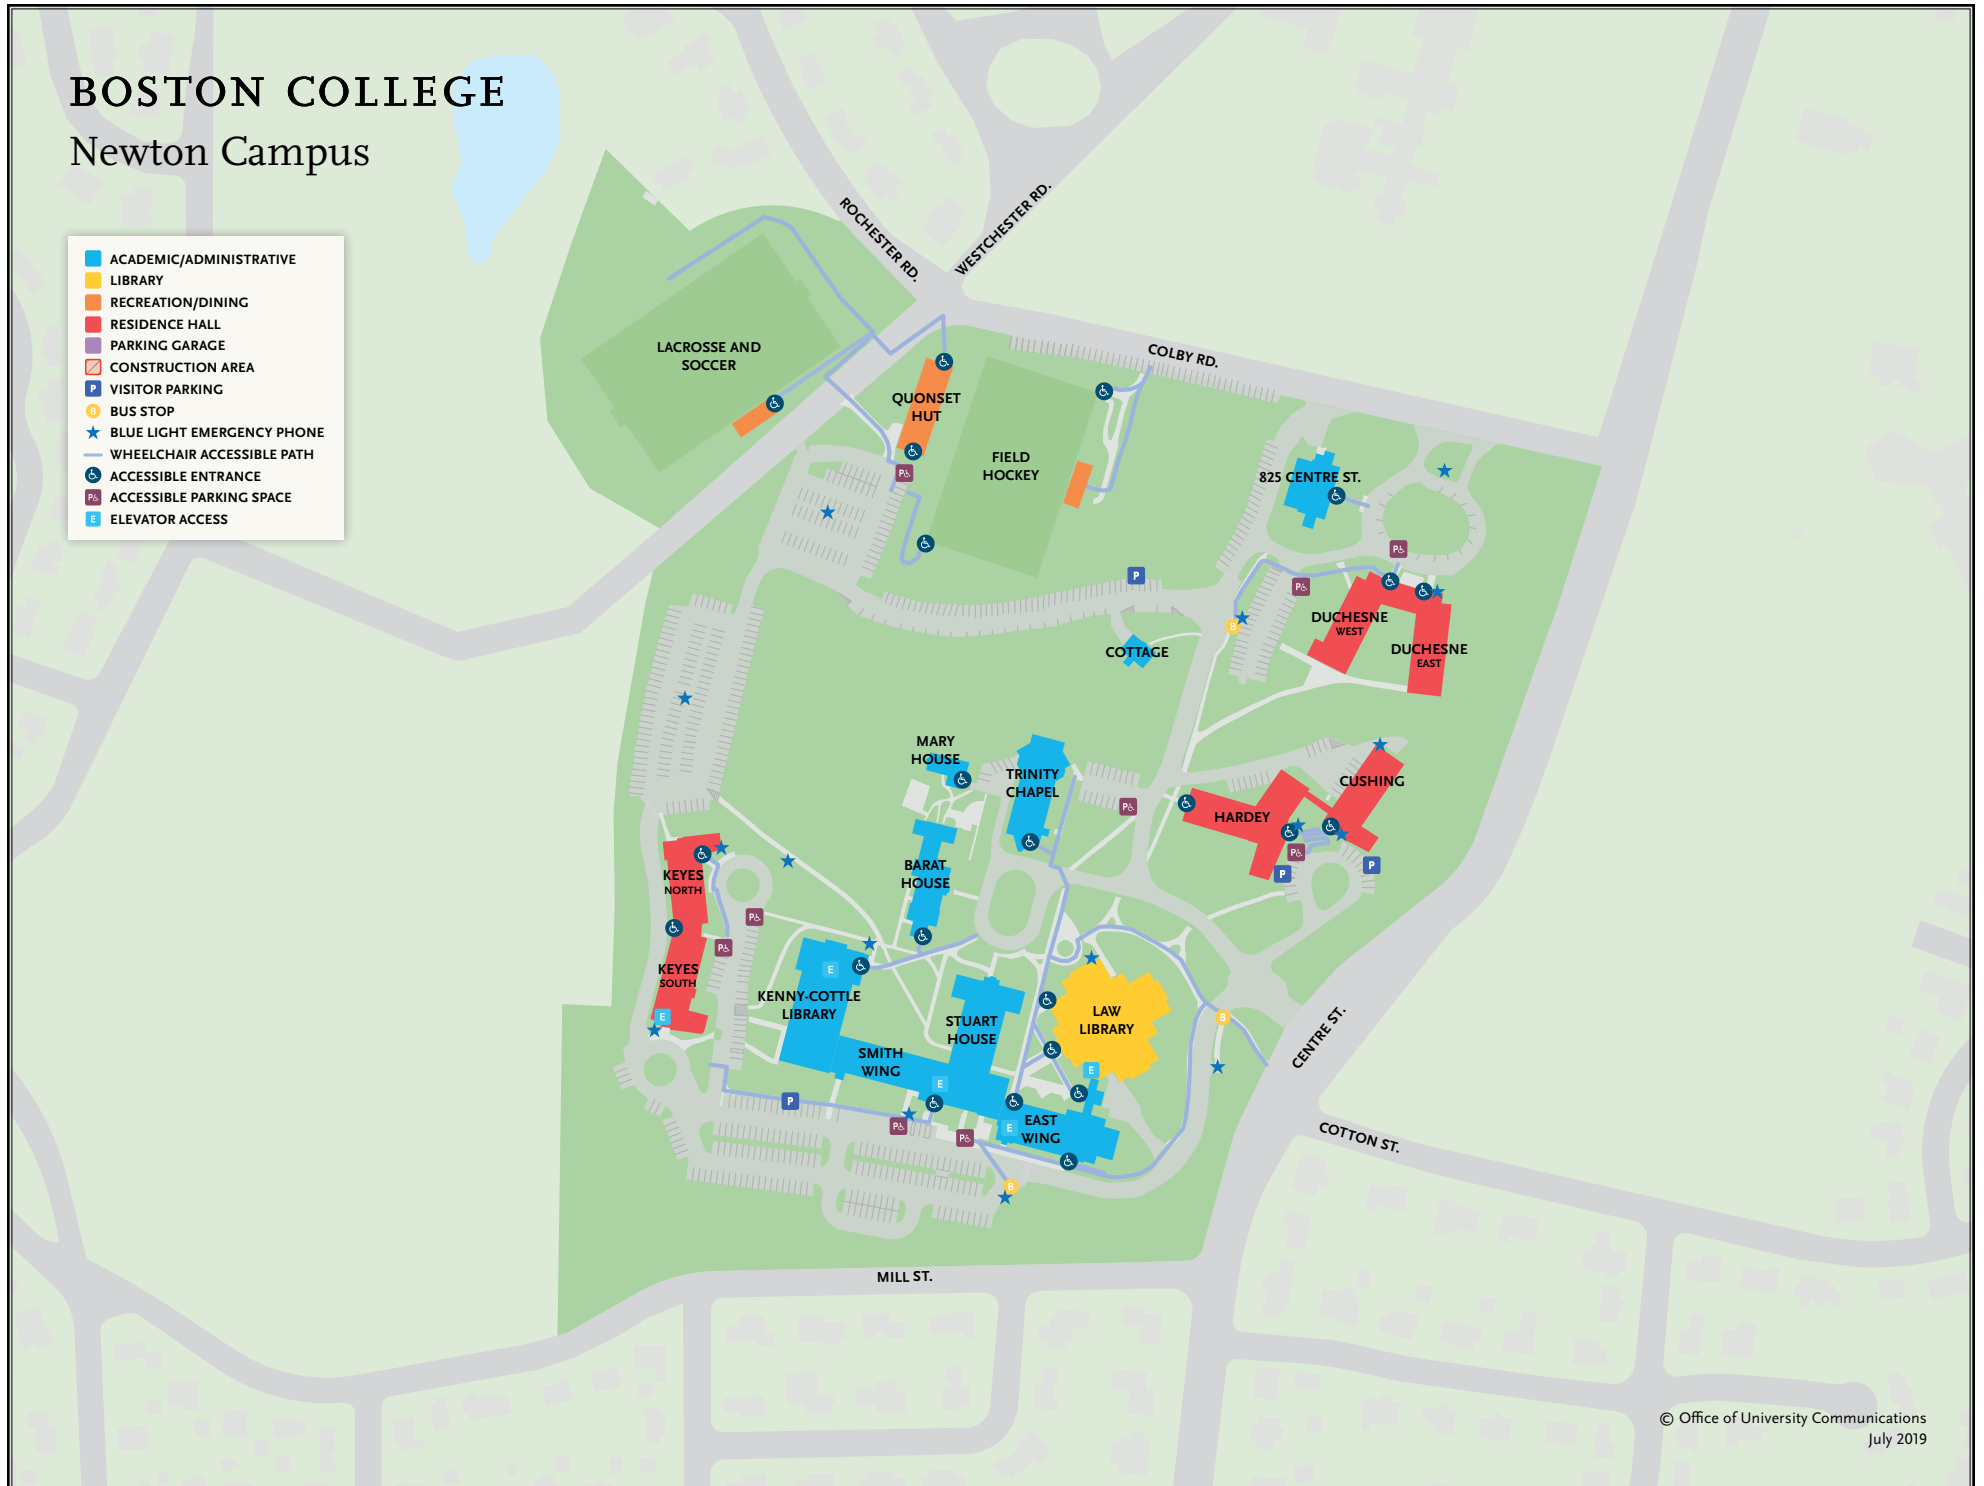 BOSTON COLLEGE
Newton Campus
ACADEMIC/ADMINISTRATIVE
LIBRARY
RECREATION/DINING
RESIDENCE HALL
PARKING GARAGE
CONSTRUCTION AREA
P VISITOR PARKING
B BUS STOP
BLUE LIGHT EMERGENCY PHONE
WHEELCHAIR ACCESSIBLE PATH
ACCESSIBLE ENTRANCE
P ACCESSIBLE PARKING SPACE
E ELEVATOR ACCESS
ROCHESTER RD.
WESTCHESTER RD.
COLBY RD.
LACROSSE AND
SOCCER
QUONSET
HUT
P
FIELD
HOCKEY
825 CENTRE ST.
P
P
P
B
DUCHESNE
WEST
DUCHESNE
EAST
COTTAGE
MARY
HOUSE
TRINITY
CHAPEL
P
HARDEY
CUSHING
P
P
P
BARAT
HOUSE
KEYES
NORTH
P
P
KEYES
SOUTH
E
E
KENNY-COTTLE
LIBRARY
STUART
HOUSE
LAW
LIBRARY
B
E
SMITH
WING
E
P
P
P
E
EAST
WING
B
CENTRE ST.
COTTON ST.
MILL ST.
© Office of University Communications
July 2019